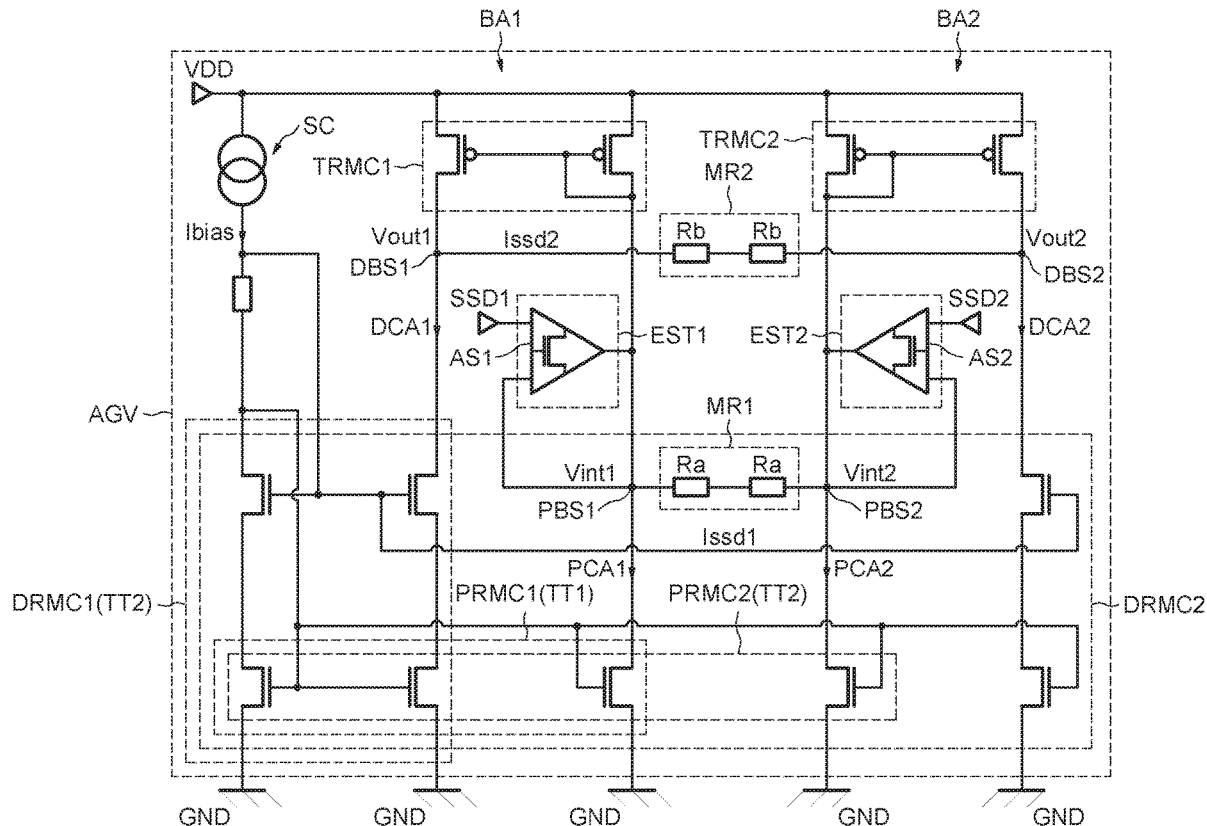 BA1 BA2
VDD
SC
TRMC1 TRMC2
MR2
Ibias
Vout1 Issd2 Rb Rb Vout2
DBS1 DBS2
SSD1 SSD2
DCA1 EST1 EST2 DCA2
AS1 AS2
AGV MR1
Vint1 Ra Ra Vint2
PBS1 PBS2
Issd1
PCA1 PCA2
DRMC1(TT2) PRMC1(TT1) PRMC2(TT2) DRMC2
GND GND GND GND GND